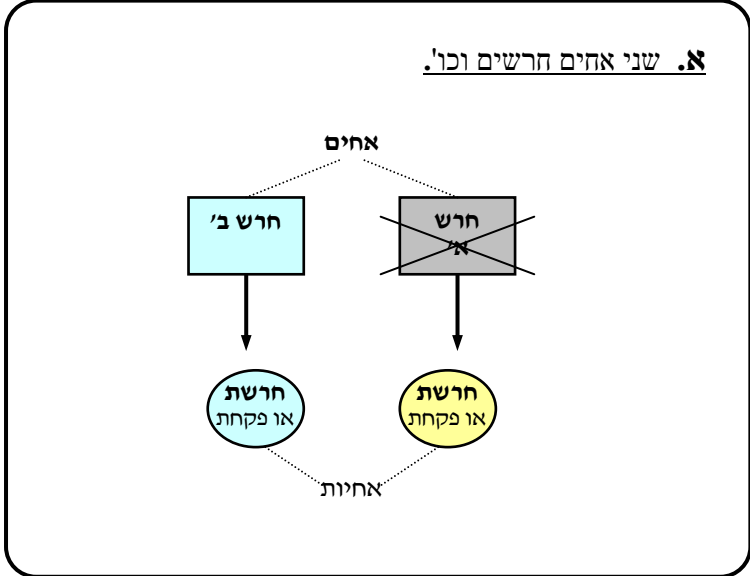 א. שני אחים חרשים וכו'.
אחים
חרש
א׳
חרש ב׳
חרשת
או פקחת
חרשת
או פקחת
אחיות